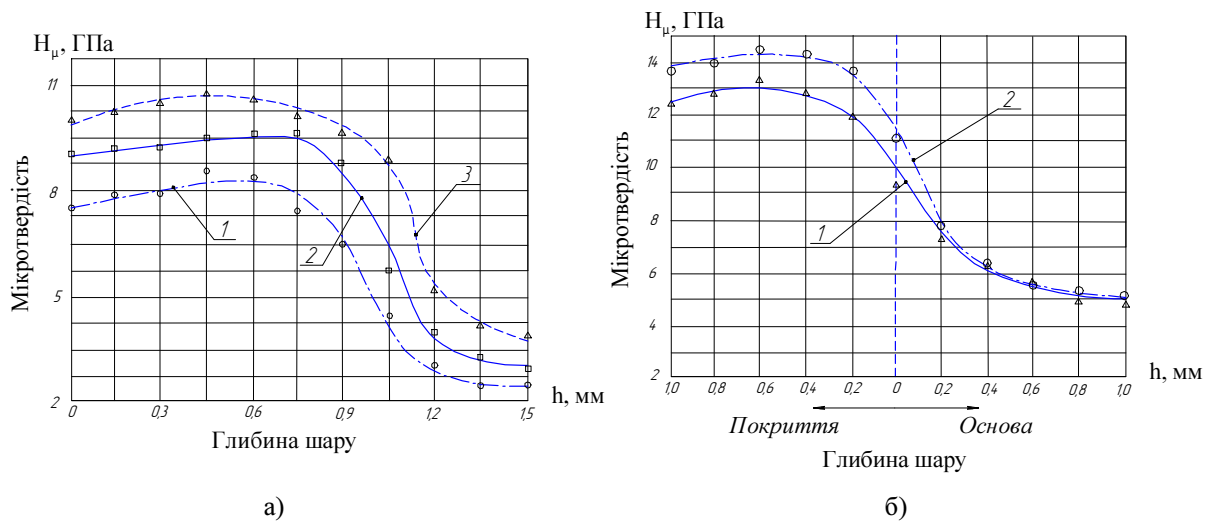 Hμ, ГПа
Мікротвердість
11
8
5
2
1
2
3
0
0,3
0,6
0,9
1,2
1,5
h, мм
Глибина шару
а)
Hμ, ГПа
Мікротвердість
14
12
10
8
6
4
2
2
1
1,0
0,8
0,6
0,4
0,2
0
0,2
0,4
0,6
0,8
1,0
h, мм
Покриття
Основа
Глибина шару
б)